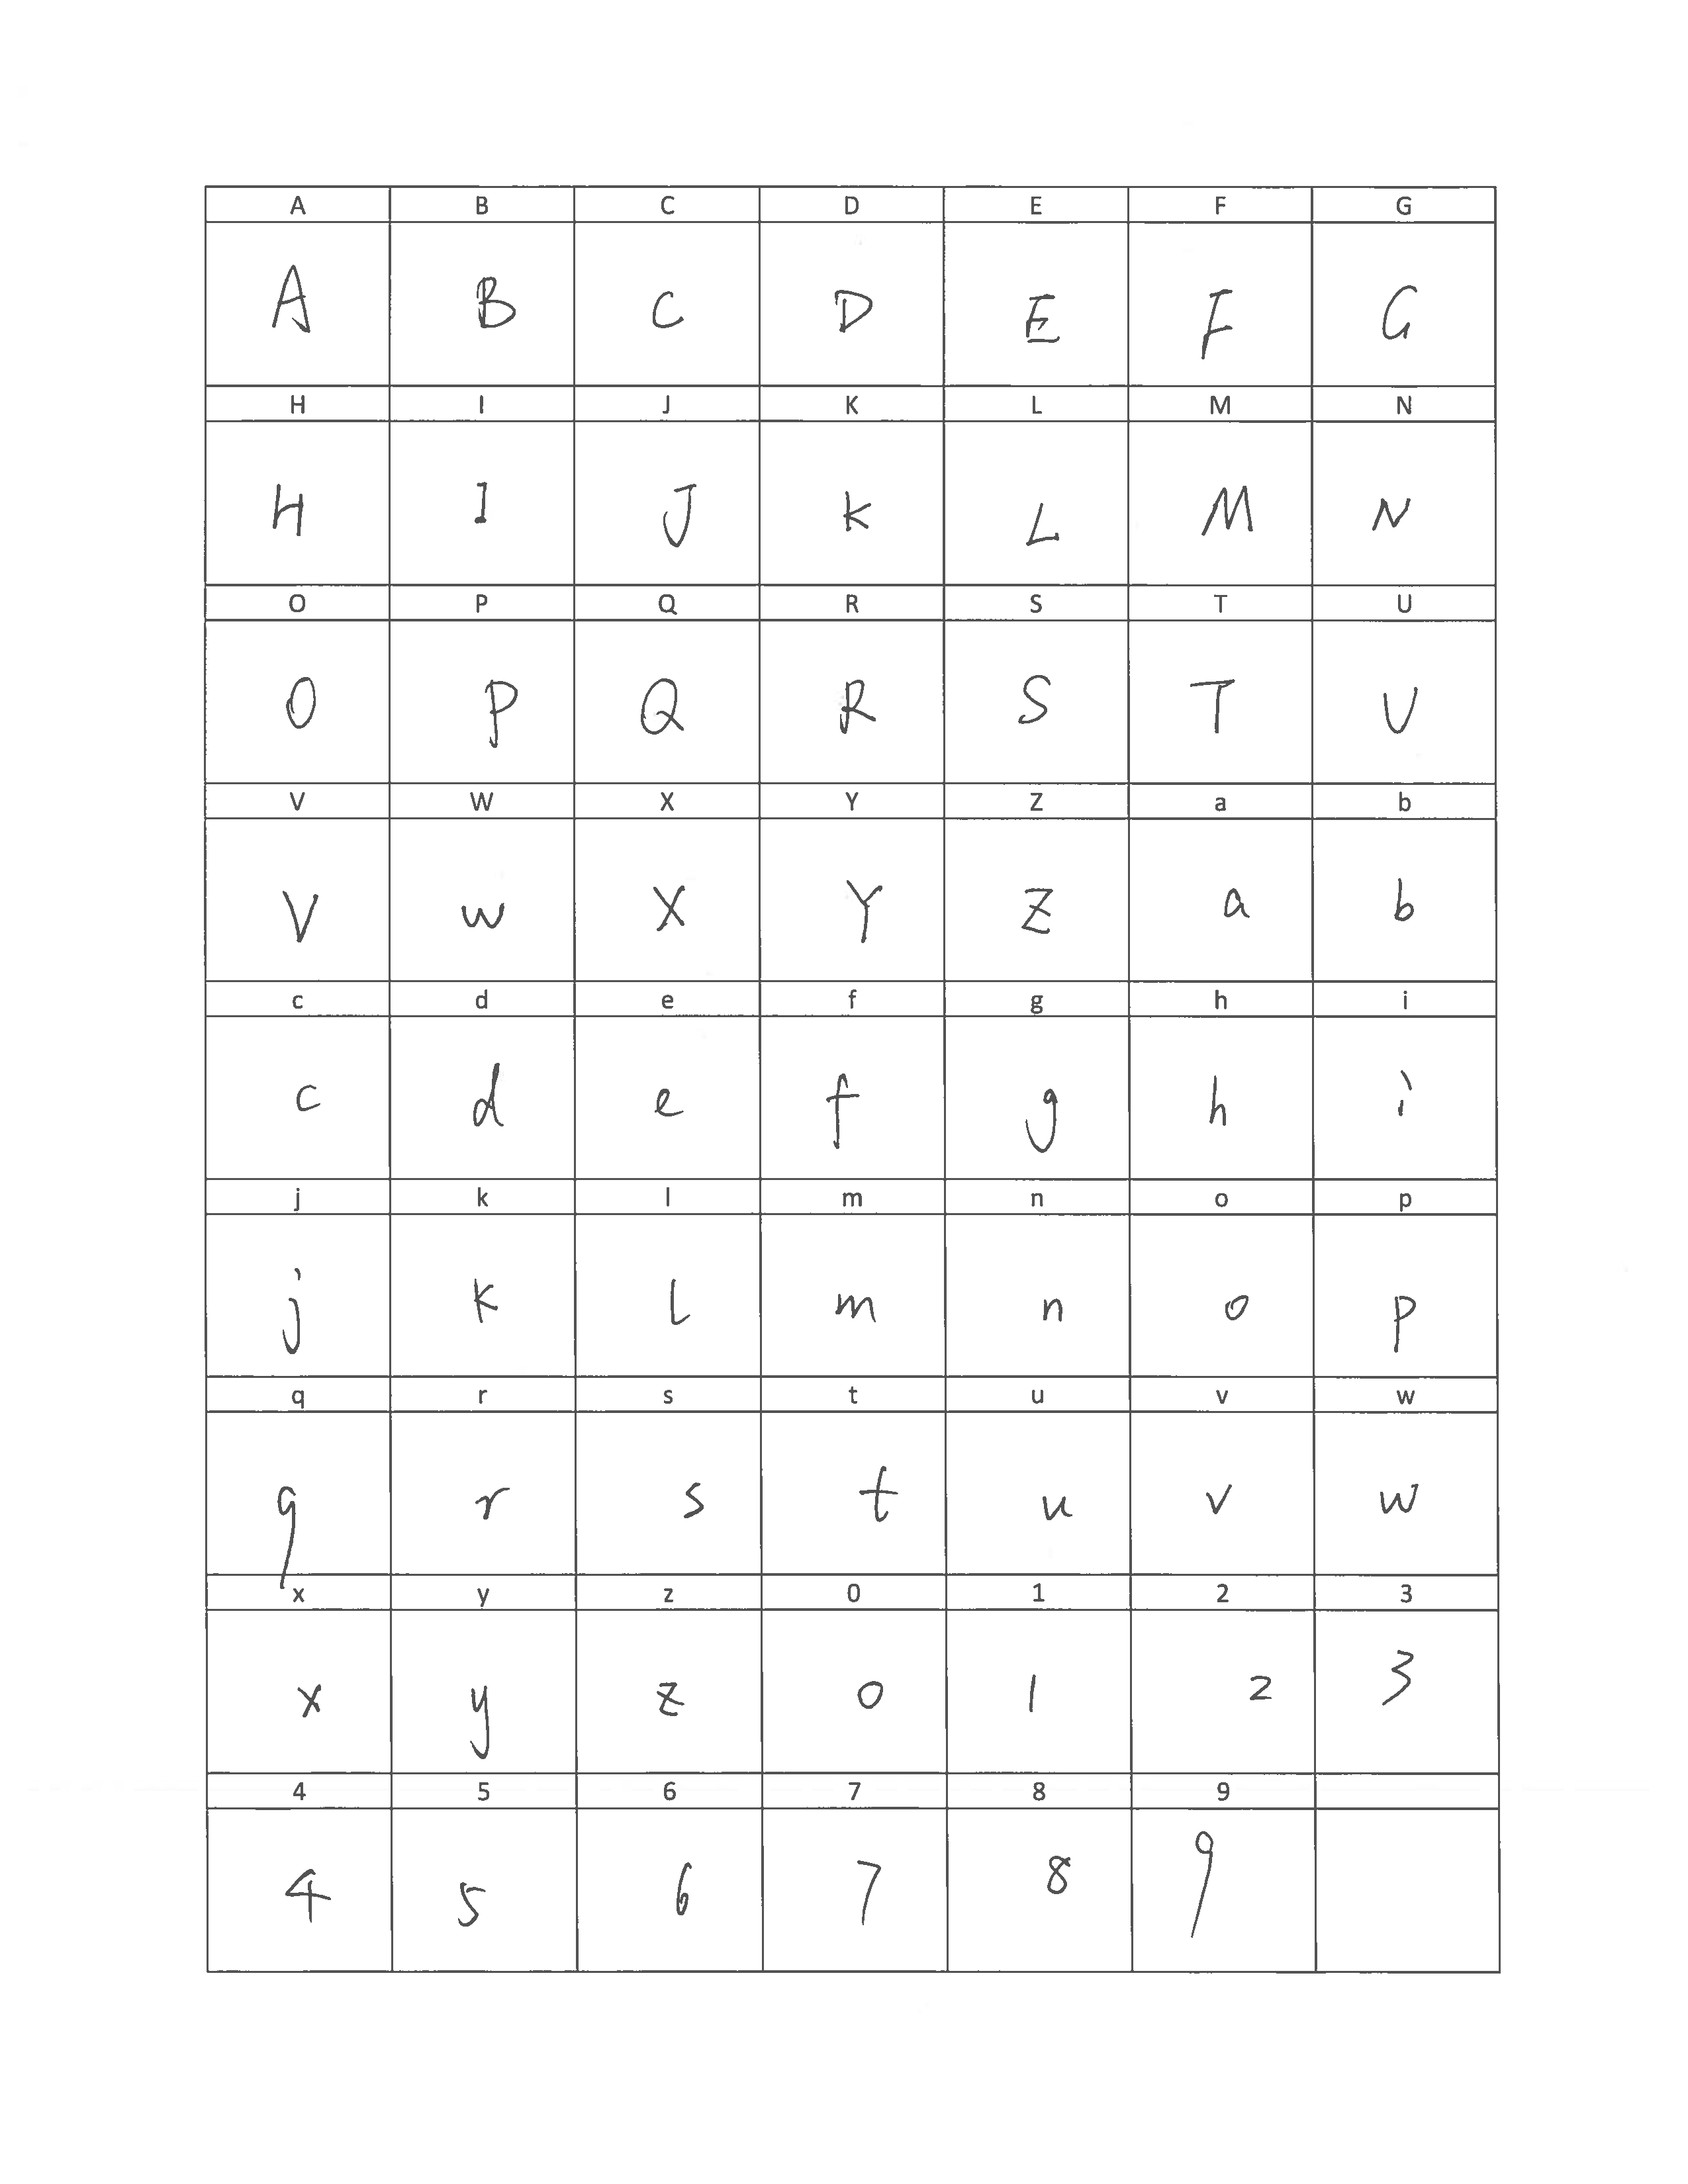 A B C D E F G
A B C D E F G
H I J K L M N
H I J K L M N
O P Q R S T U
O P Q R S T U
V W X Y Z a b
V w X Y Z a b
c d e f g h i
c d e f g h i
j k l m n o p
j k l m n o p
q r s t u v w
q r s t u v w
x y z 0 1 2 3
x y z 0 1 2 3
4 5 6 7 8 9
4 5 6 7 8 9